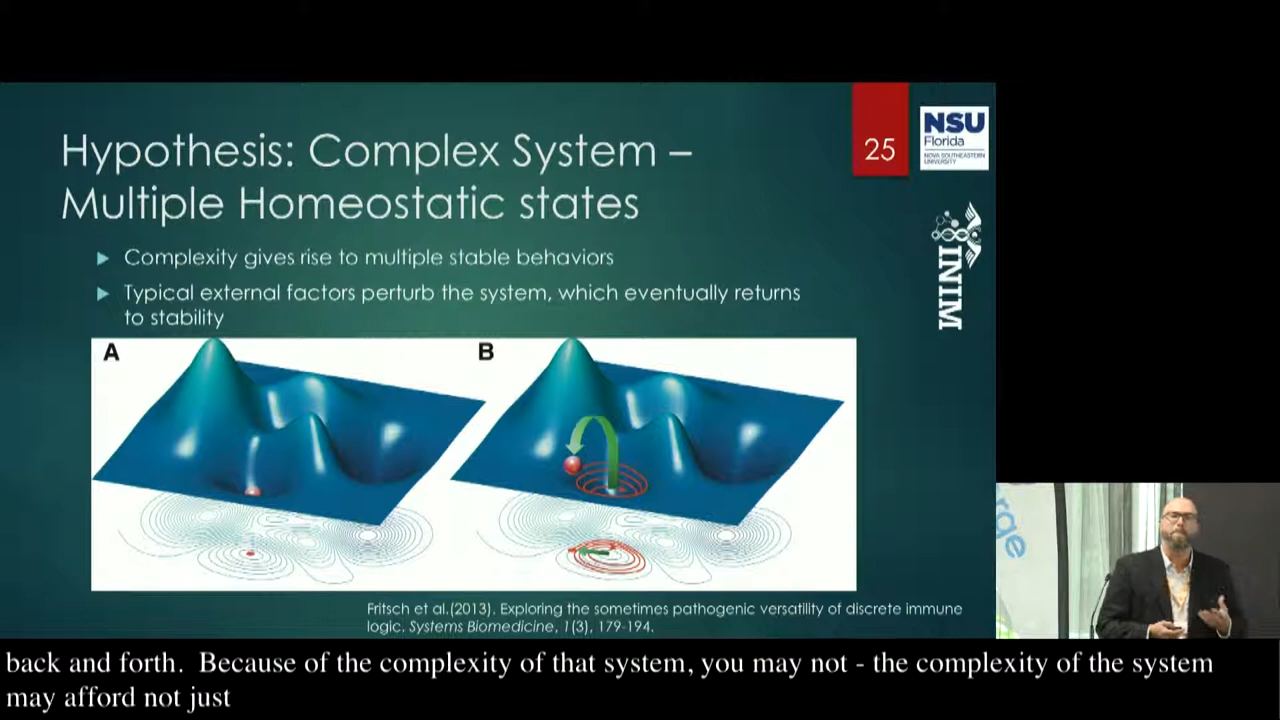 Hypothesis: Complex System –
Multiple Homeostatic states
25
NSU
Florida
NOVA SOUTHEASTERN
UNIVERSITY
INIM
Complexity gives rise to multiple stable behaviors
Typical external factors perturb the system, which eventually returns
to stability
A
B
Fritsch et al.(2013). Exploring the sometimes pathogenic versatility of discrete immune
logic. Systems Biomedicine, 1(3), 179-194.
rge
back and forth.  Because of the complexity of that system, you may not - the complexity of the system
may afford not just